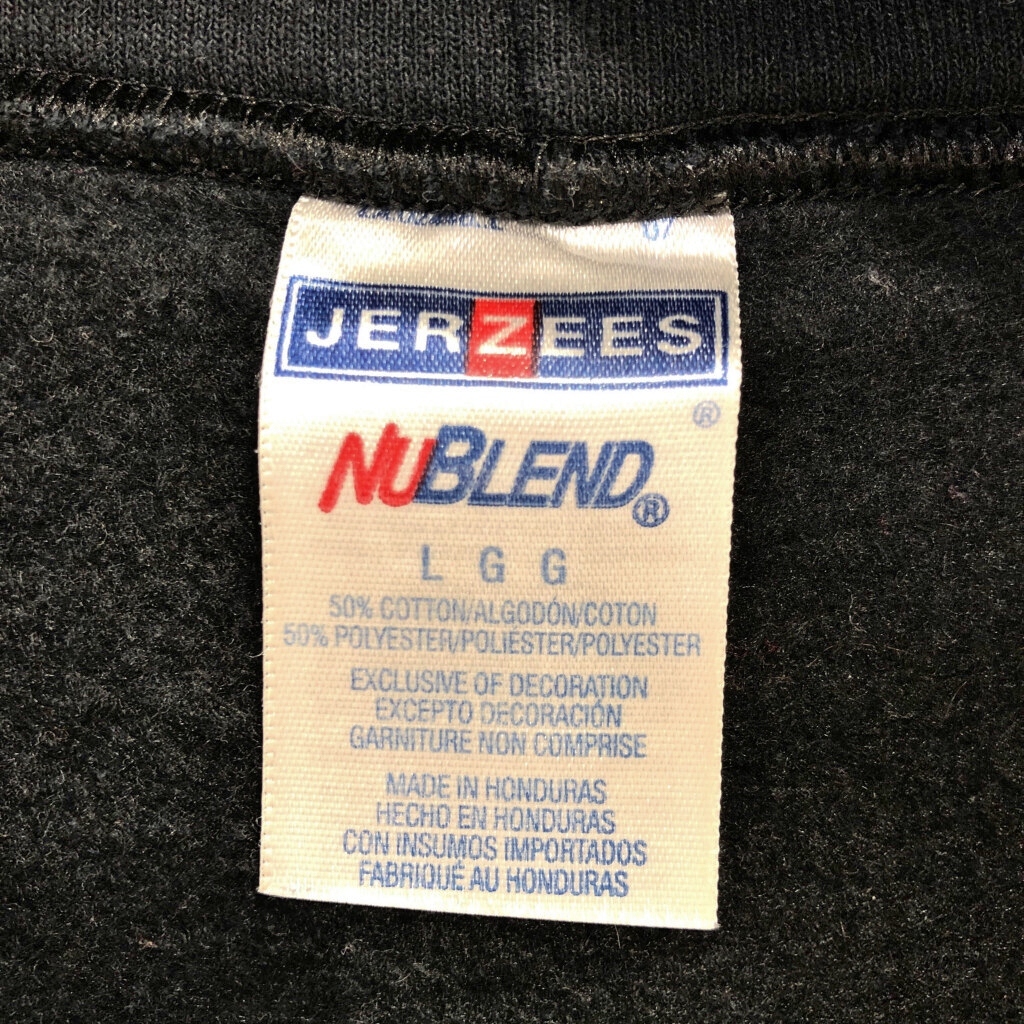 JERZEES
®
NUBLEND®
L G G
50% COTTON/ALGODÓN/COTON
50% POLYESTER/POLIESTER/POLYESTER
EXCLUSIVE OF DECORATION
EXCEPTO DECORACIÓN
GARNITURE NON COMPRISE
MADE IN HONDURAS
HECHO EN HONDURAS
CON INSUMOS IMPORTADOS
FABRIQUÉ AU HONDURAS